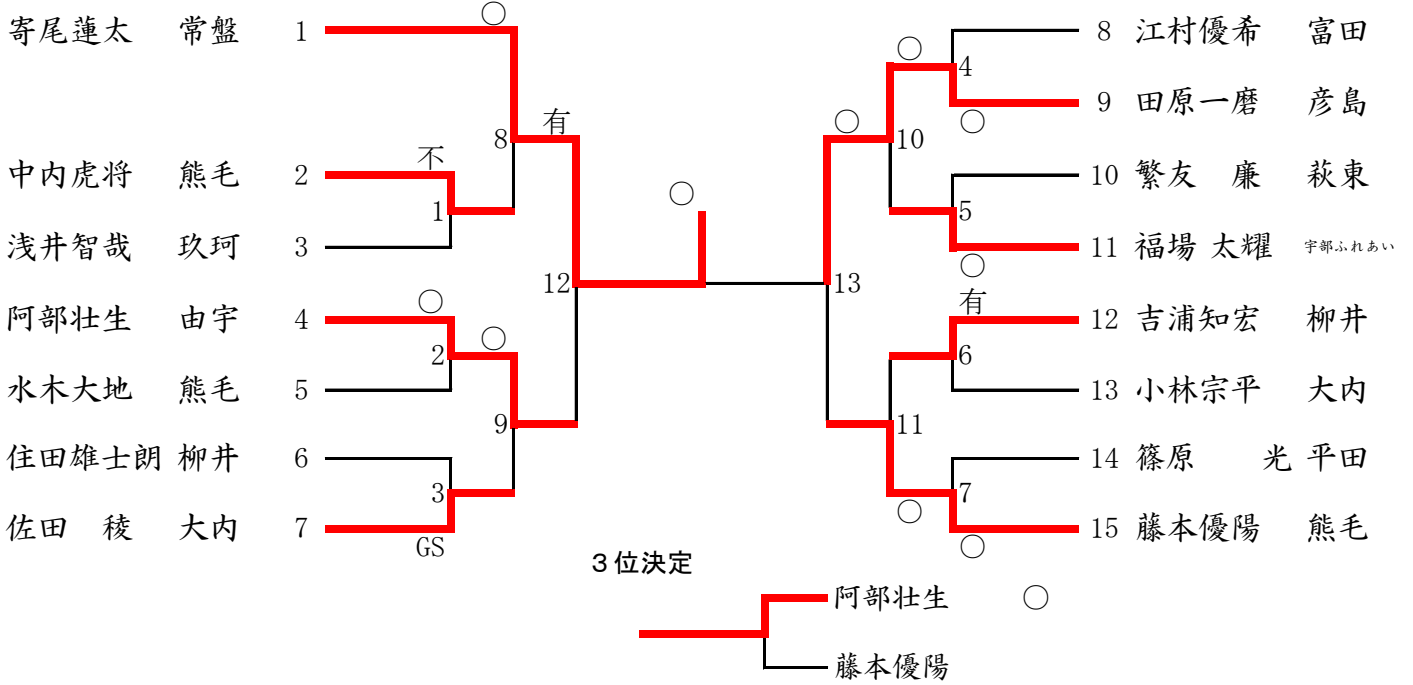 寄尾蓮太 常盤 1 ○
8 有
中内虎将 熊毛 2 不
1
浅井智哉 玖珂 3
12 ○
阿部壮生 由宇 4 ○
2 ○
水木大地 熊毛 5
9
住田雄士朗 柳井 6
3
佐田 稜 大内 7
GS
8 江村優希 富田
○ 4
9 田原一磨 彦島
○ 10 ○
10 繁友 廉 萩東
5
11 福場 太耀 宇部ふれあい
13 ○
有
12 吉浦知宏 柳井
6
13 小林宗平 大内
11
14 篠原 光 平田
7
○
15 藤本優陽 熊毛
○
3位決定
阿部壮生 ○
藤本優陽